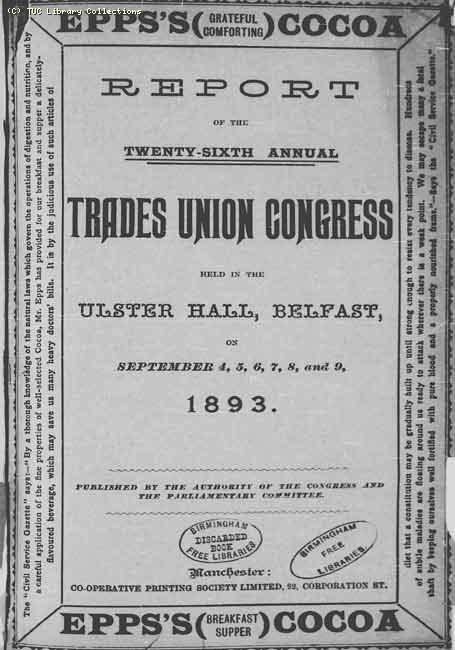 © TUC Library Collections
EPPS'S (GRATEFUL COMFORTING) COCOA
The "Civil Service Gazette" says:—"By a thorough knowledge of the natural laws which govern the operations of digestion and nutrition, and by
a careful application of the fine properties of well-selected Cocoa, Mr. Epps has provided for our breakfast and supper a delicately-
flavoured beverage, which may save us many heavy doctors' bills. It is by the judicious use of such articles of
REPORT
OF THE
TWENTY-SIXTH ANNUAL
TRADES UNION CONGRESS
HELD IN THE
ULSTER HALL, BELFAST,
ON
SEPTEMBER 4, 5, 6, 7, 8, and 9,
1893.
PUBLISHED BY THE AUTHORITY OF THE CONGRESS AND
THE PARLIAMENTARY COMMITTEE.
BIRMINGHAM
DISCARDED
BOOK
FREE LIBRARIES
BIRMINGHAM
FREE
LIBRARIES.
Manchester:
CO-OPERATIVE PRINTING SOCIETY LIMITED, 92, CORPORATION ST.
diet that a constitution may be gradually built up until strong enough to resist every tendency to disease. Hundreds
of subtle maladies are floating around us ready to attack wherever there is a weak point. We may escape many a fatal
shaft by keeping ourselves well fortified with pure blood and a properly nourished frame."—Says the "Civil Service Gazette."
EPPS'S (BREAKFAST SUPPER) COCOA